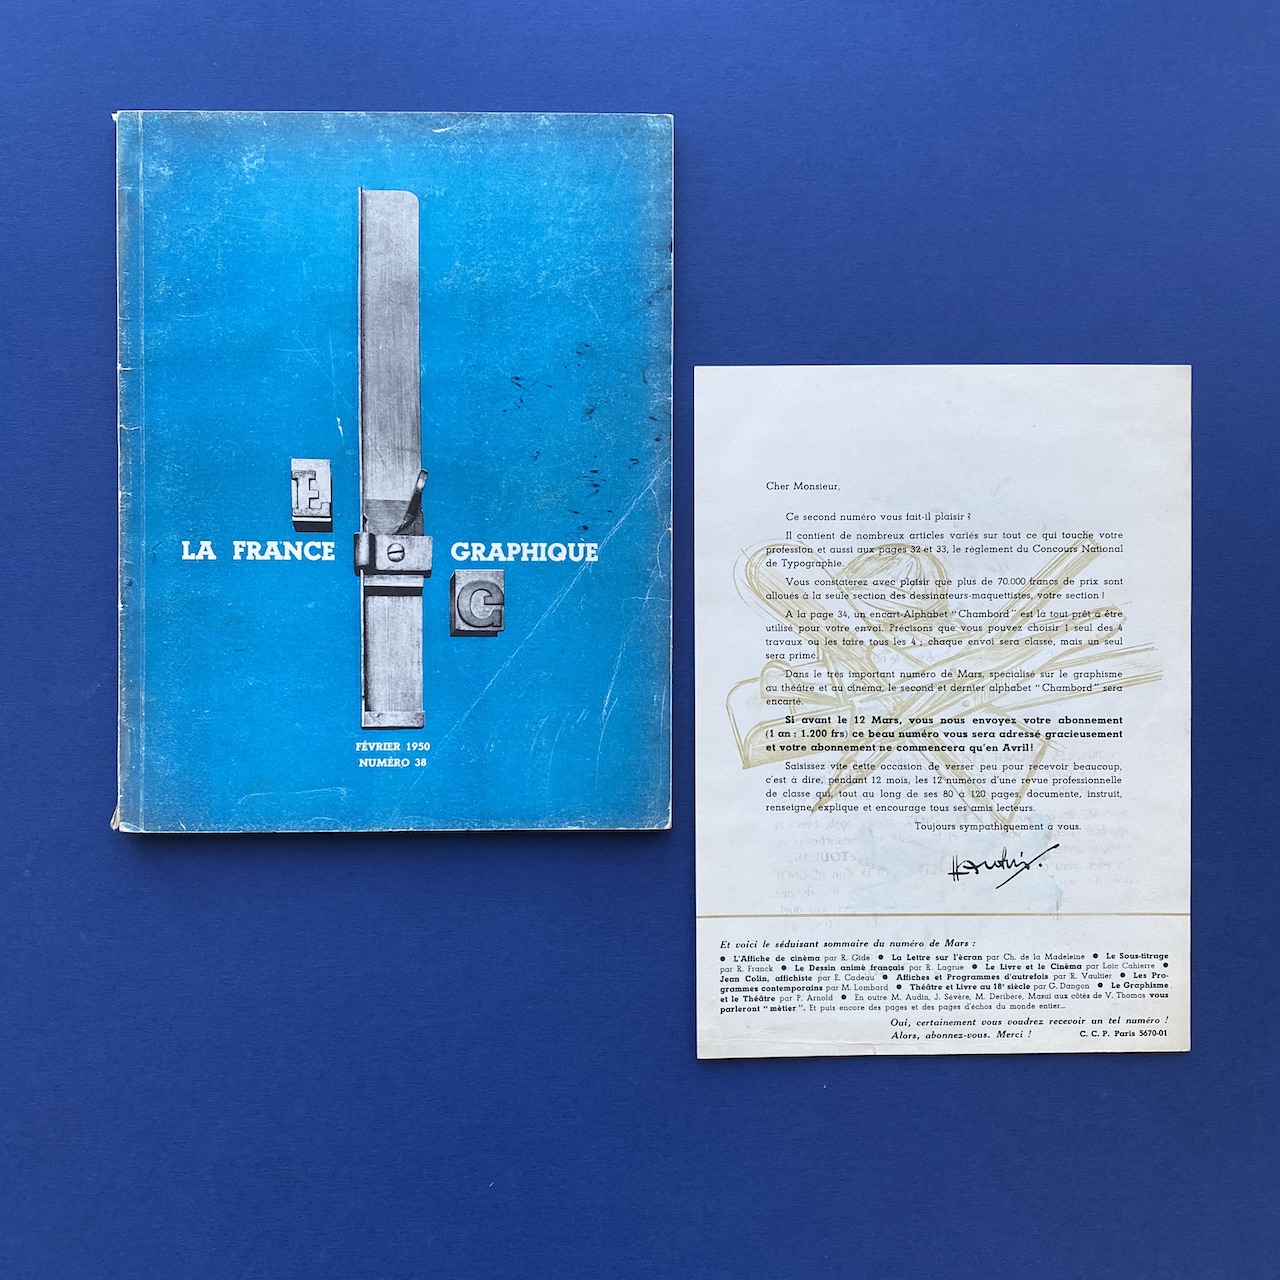 E
LA FRANCE GRAPHIQUE
G
FÉVRIER 1950
NUMÉRO 38
Cher Monsieur,
Ce second numéro vous fait-il plaisir ?
Il contient de nombreux articles variés sur tout ce qui touche votre
profession et aussi aux pages 32 et 33, le règlement du Concours National
de Typographie.
Vous constaterez avec plaisir que plus de 70.000 francs de prix sont
alloués à la seule section des dessinateurs-maquettistes, votre section !
A la page 34, un encart-Alphabet "Chambord" est là tout prêt à être
utilisé pour votre envoi. Précisons que vous pouvez choisir 1 seul des 4
travaux ou les faire tous les 4 ; chaque envoi sera classé, mais un seul
sera primé.
Dans le très important numéro de Mars, spécialisé sur le graphisme
au théâtre et au cinéma, le second et dernier alphabet "Chambord" sera
encarté.
Si avant le 12 Mars, vous nous envoyez votre abonnement
(1 an : 1.200 frs) ce beau numéro vous sera adressé gracieusement
et votre abonnement ne commencera qu'en Avril !
Saisissez vite cette occasion de verser peu pour recevoir beaucoup,
c'est à dire, pendant 12 mois, les 12 numéros d'une revue professionnelle
de classe qui, tout au long de ses 80 à 120 pages, documente, instruit,
renseigne, explique et encourage tous ses amis lecteurs.
Toujours sympathiquement à vous.
Et voici le séduisant sommaire du numéro de Mars :
● L'Affiche de cinéma par R. Gidé ● La Lettre sur l'écran par Ch. de la Madeleine ● Le Sous-titrage
par R. Franck ● Le Dessin animé français par R. Lagrue ● Le Livre et le Cinéma par Loïc Cahierre ●
Jean Colin, affichiste par E. Cadeau ● Affiches et Programmes d'autrefois par R. Vaultier ● Les Pro-
grammes contemporains par M. Lombard ● Théâtre et Livre au 18e siècle par G. Dangon ● Le Graphisme
et le Théâtre par P. Arnold ● En outre M. Audin, J. Sévère, M. Deribéré, Masui aux côtés de V. Thomas vous
parleront "métier". Et puis encore des pages et des pages d'échos du monde entier...
Oui, certainement vous voudrez recevoir un tel numéro !
Alors, abonnez-vous. Merci ! C. C. P. Paris 5670-01